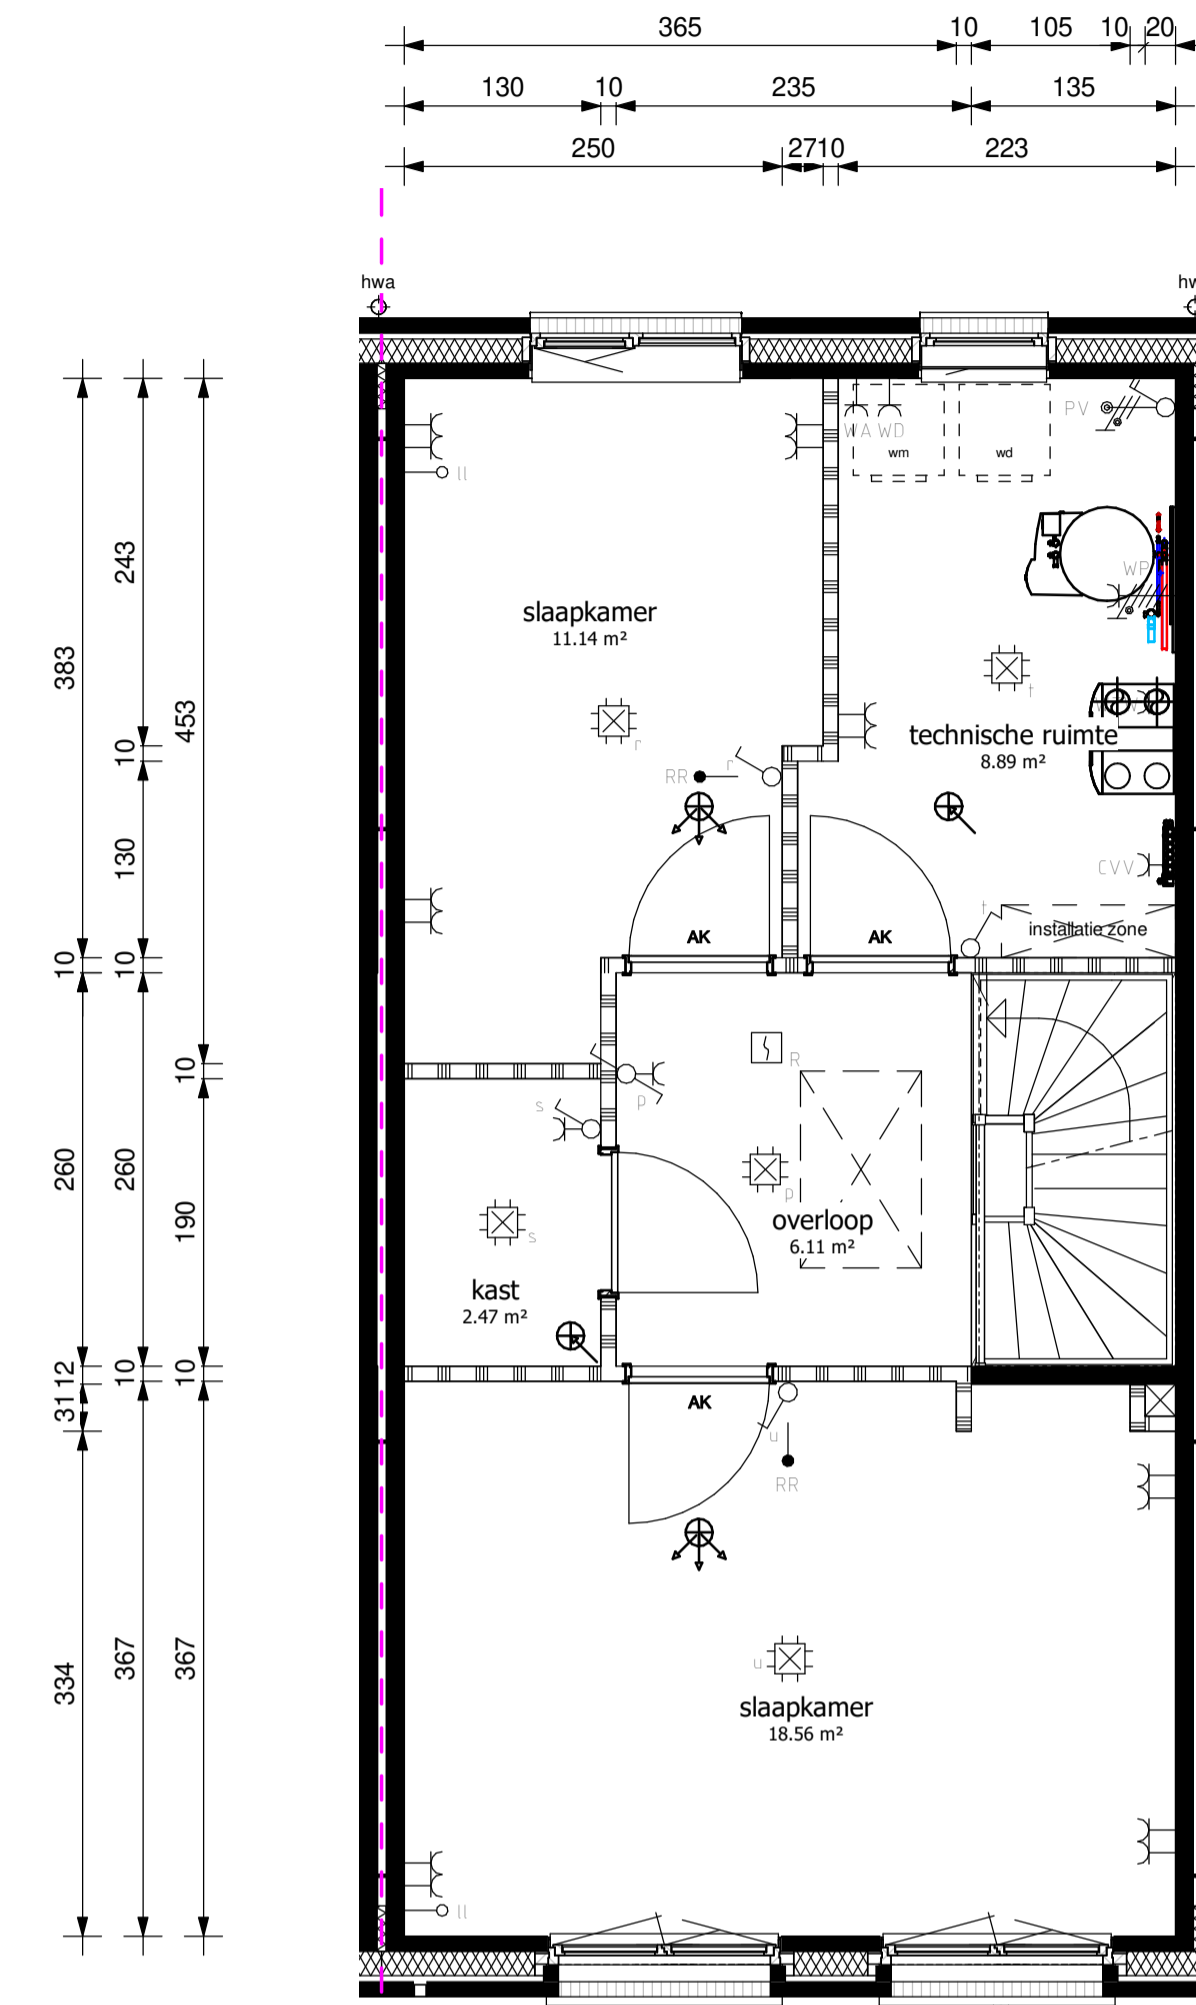 365 10 105 10 20
130 10 235 135
250 27 10 223
hwa
243
383
453
10
130
10 10
10
260 260
190
12 10 10
31
334 367 367
ll
WA WD
wm wd
PV
WP
slaapkamer
11.14 m²
r
RR r
t
technische ruimte
8.89 m²
CVV
AK AK
t
installatie zone
R
s p
p
s
overloop
6.11 m²
kast
2.47 m²
AK
u
RR
u
slaapkamer
18.56 m²
ll